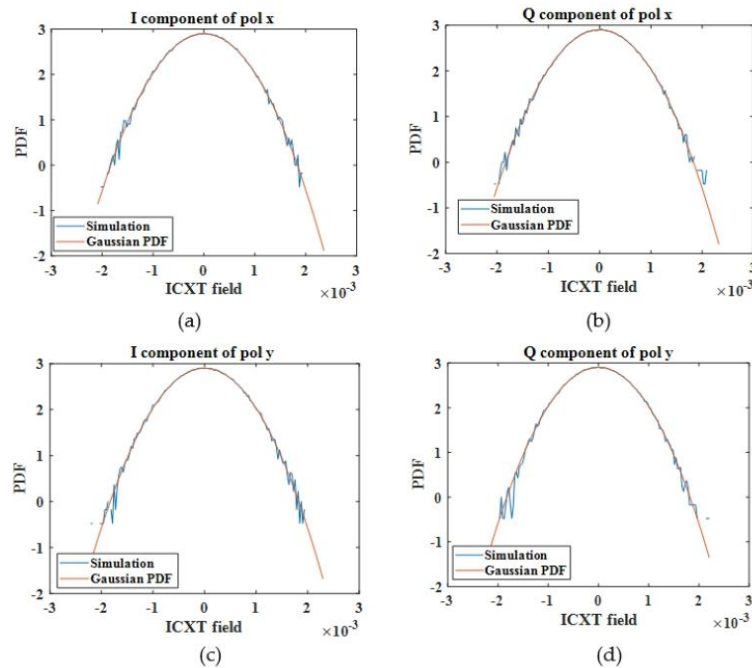 I component of pol x
3
2
1
0
-1
-2
PDF
Simulation
Gaussian PDF
-3
-2
-1
0
1
2
3
×10-3
ICXT field
(a)
Q component of pol x
3
2
1
0
-1
-2
PDF
Simulation
Gaussian PDF
-3
-2
-1
0
1
2
3
×10-3
ICXT field
(b)
I component of pol y
3
2
1
0
-1
-2
PDF
Simulation
Gaussian PDF
-3
-2
-1
0
1
2
3
×10-3
ICXT field
(c)
Q component of pol y
3
2
1
0
-1
-2
PDF
Simulation
Gaussian PDF
-3
-2
-1
0
1
2
3
×10-3
ICXT field
(d)